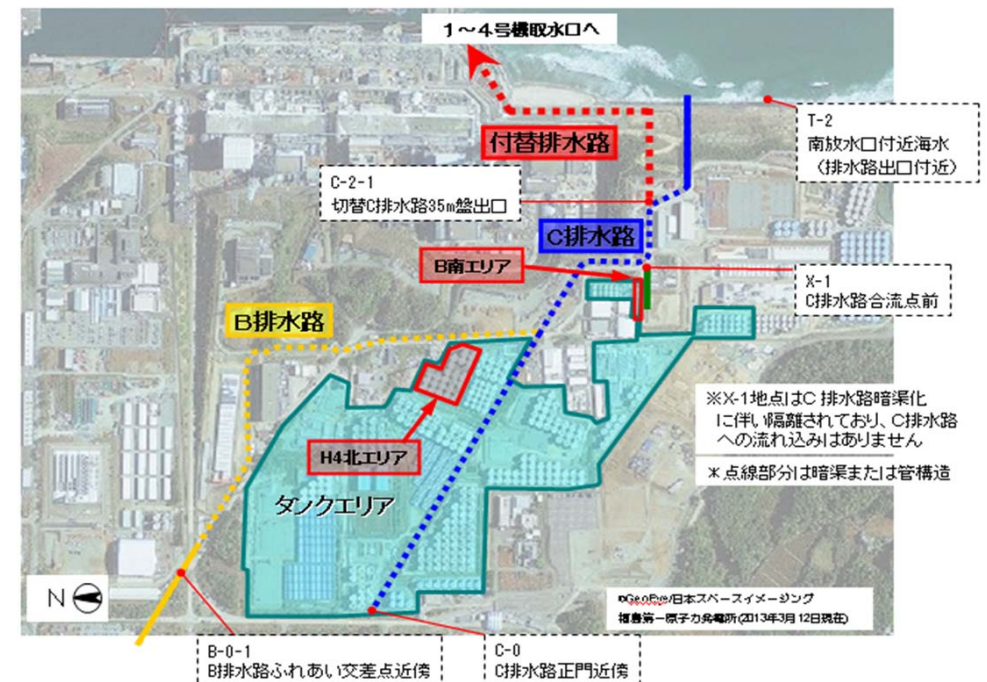 1～4号機取水口へ
付替排水路
T-2
南放水口付近海水
(排水路出口付近)
C-2-1
切替C排水路35m盤出口
C排水路
B南エリア
X-1
C排水路合流点前
B排水路
※X-1地点はC 排水路暗渠化
に伴い隔離されており、C排水路
への流れ込みはありません
H4北エリア
＊点線部分は暗渠または管構造
タンクエリア
N
©GeoEye/日本スペースイメージング
福島第一原子力発電所(2013年3月12日現在)
B-0-1
B排水路ふれあい交差点近傍
C-0
C排水路正門近傍